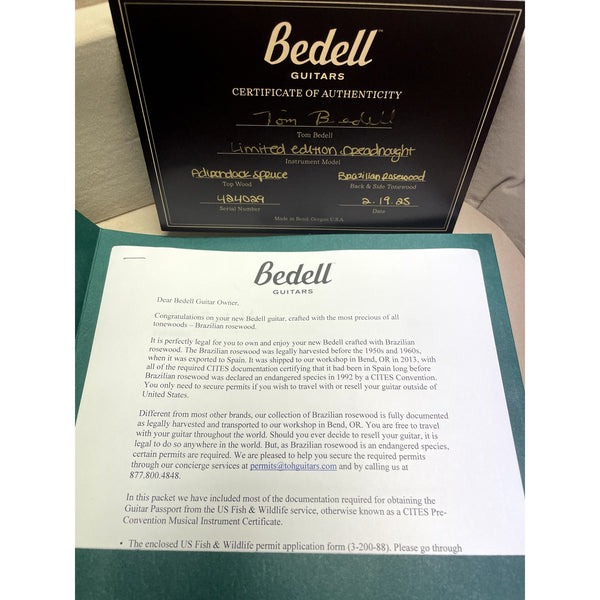 Bedell
GUITARS
CERTIFICATE OF AUTHENTICITY
Tom Bedell
Tom Bedell
Limited edition Dreadnought
Instrument Model
Adirondack Spruce Brazilian Rosewood
Top Wood Back & Side Tonewood
424029 2.19.25
Serial Number Date
Made in Bend, Oregon U.S.A.
Bedell
GUITARS
Dear Bedell Guitar Owner,
Congratulations on your new Bedell guitar, crafted with the most precious of all
tonewoods – Brazilian rosewood.
It is perfectly legal for you to own and enjoy your new Bedell crafted with Brazilian
rosewood. The Brazilian rosewood was legally harvested before the 1950s and 1960s,
when it was exported to Spain. It was shipped to our workshop in Bend, OR in 2013, with
all of the required CITES documentation certifying that it had been in Spain long before
Brazilian rosewood was declared an endangered species in 1992 by a CITES Convention.
You only need to secure permits if you wish to travel with or resell your guitar outside of
United States.
Different from most other brands, our collection of Brazilian rosewood is fully documented
as legally harvested and transported to our workshop in Bend, OR. You are free to travel
with your guitar throughout the world. Should you ever decide to resell your guitar, it is
legal to do so anywhere in the world. But, as Brazilian rosewood is an endangered species,
certain permits are required. We are pleased to help you secure the required permits
through our concierge services at permits@tohguitars.com and by calling us at
877.800.4848.
In this packet we have included most of the documentation required for obtaining the
Guitar Passport from the US Fish & Wildlife service, otherwise known as a CITES Pre-
Convention Musical Instrument Certificate.
• The enclosed US Fish & Wildlife permit application form (3-200-88). Please go through